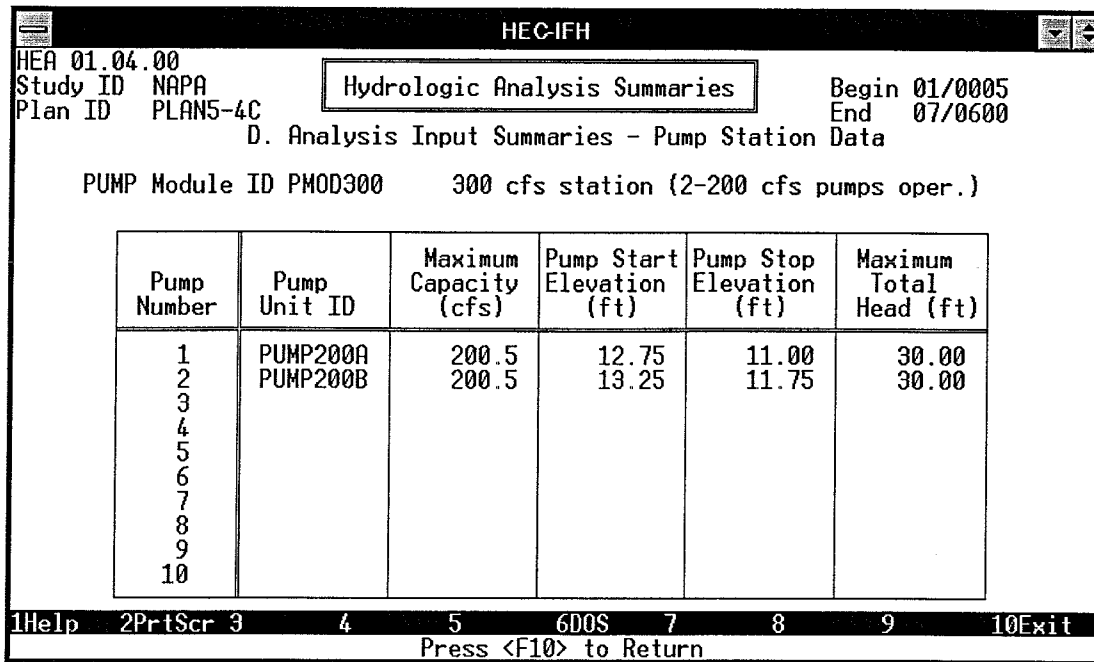 HEC-IFH
HEA 01.04.00
Study ID NAPA
Hydrologic Analysis Summaries
Begin 01/0005
Plan ID PLAN5-4C
End 07/0600
D. Analysis Input Summaries - Pump Station Data
PUMP Module ID PMOD300 300 cfs station (2-200 cfs pumps oper.)
Pump Number
Pump Unit ID
Maximum Capacity (cfs)
Pump Start Elevation (ft)
Pump Stop Elevation (ft)
Maximum Total Head (ft)
1 PUMP200A 200.5 12.75 11.00 30.00
2 PUMP200B 200.5 13.25 11.75 30.00
3
4
5
6
7
8
9
10
1Help 2PrtScr 3 4 5 6DOS 7 8 9 10Exit
Press <F10> to Return